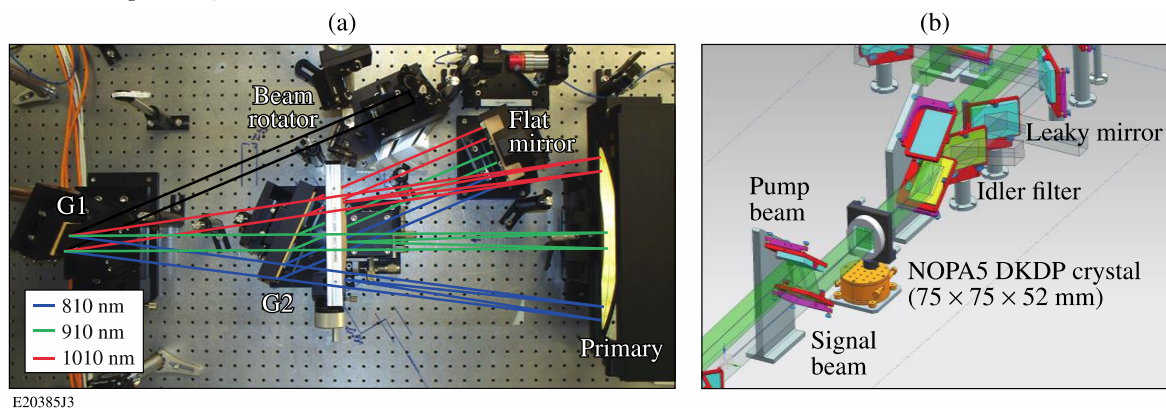 (a)
(b)
Beam
rotator
Flat
mirror
G1
G2
810 nm
910 nm
1010 nm
Primary
Leaky mirror
Idler filter
Pump
beam
NOPA5 DKDP crystal
(75 × 75 × 52 mm)
Signal
beam
E20385J3